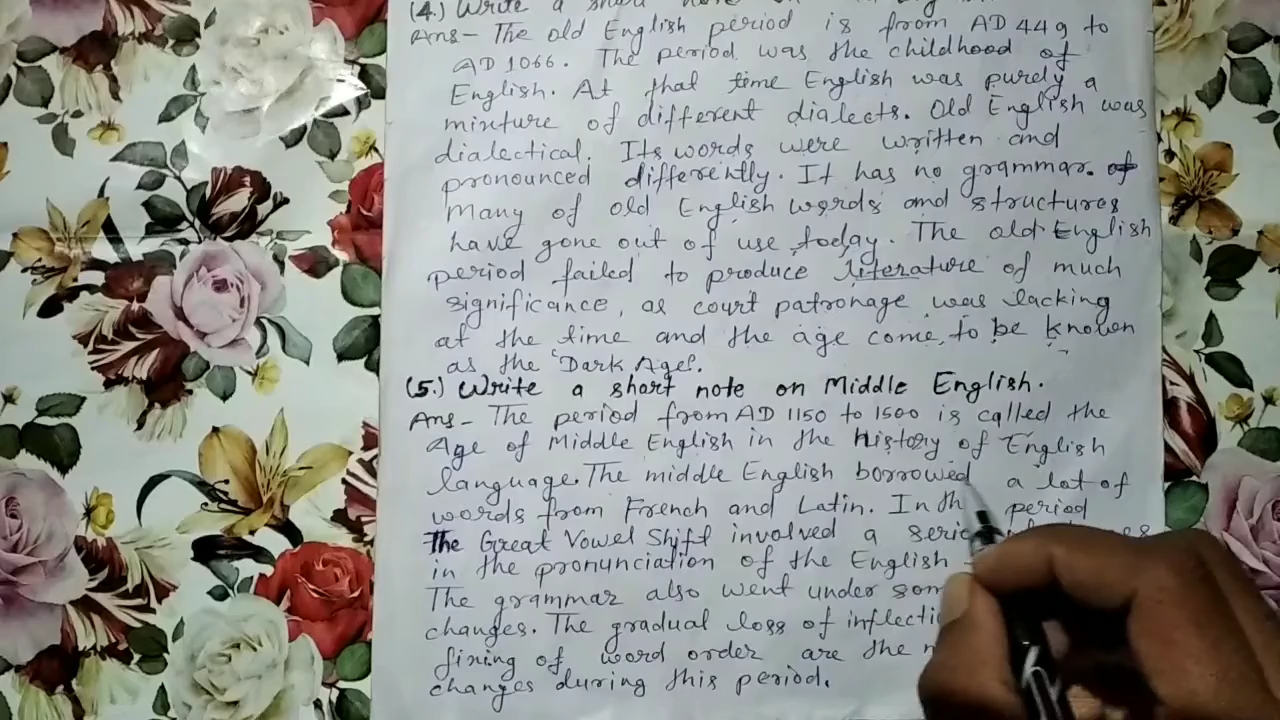 (4.) Write a short
Ans- The old English period is from AD 449 to
AD 1066. The period was the childhood of
English. At that time English was purely a
mixture of different dialects. Old English was
dialectical. Its words were written and
pronounced differently. It has no grammar. of
Many of old English words and structures
have gone out of use today. The old English
period failed to produce literature of much
significance, as court patronage was lacking
at the time and the age come, to be known
as the 'Dark Age'.
(5.) Write a short note on Middle English.
Ans- The period from AD 1150 to 1500 is called the
Age of Middle English in the History of English
language. The middle English borrowed a lot of
words from French and Latin. In th period
The Great Vowel Shift involved a seri
in the pronunciation of the English
The grammar also went under som
changes. The gradual loss of inflecti
fixing of word order are the
changes during this period.